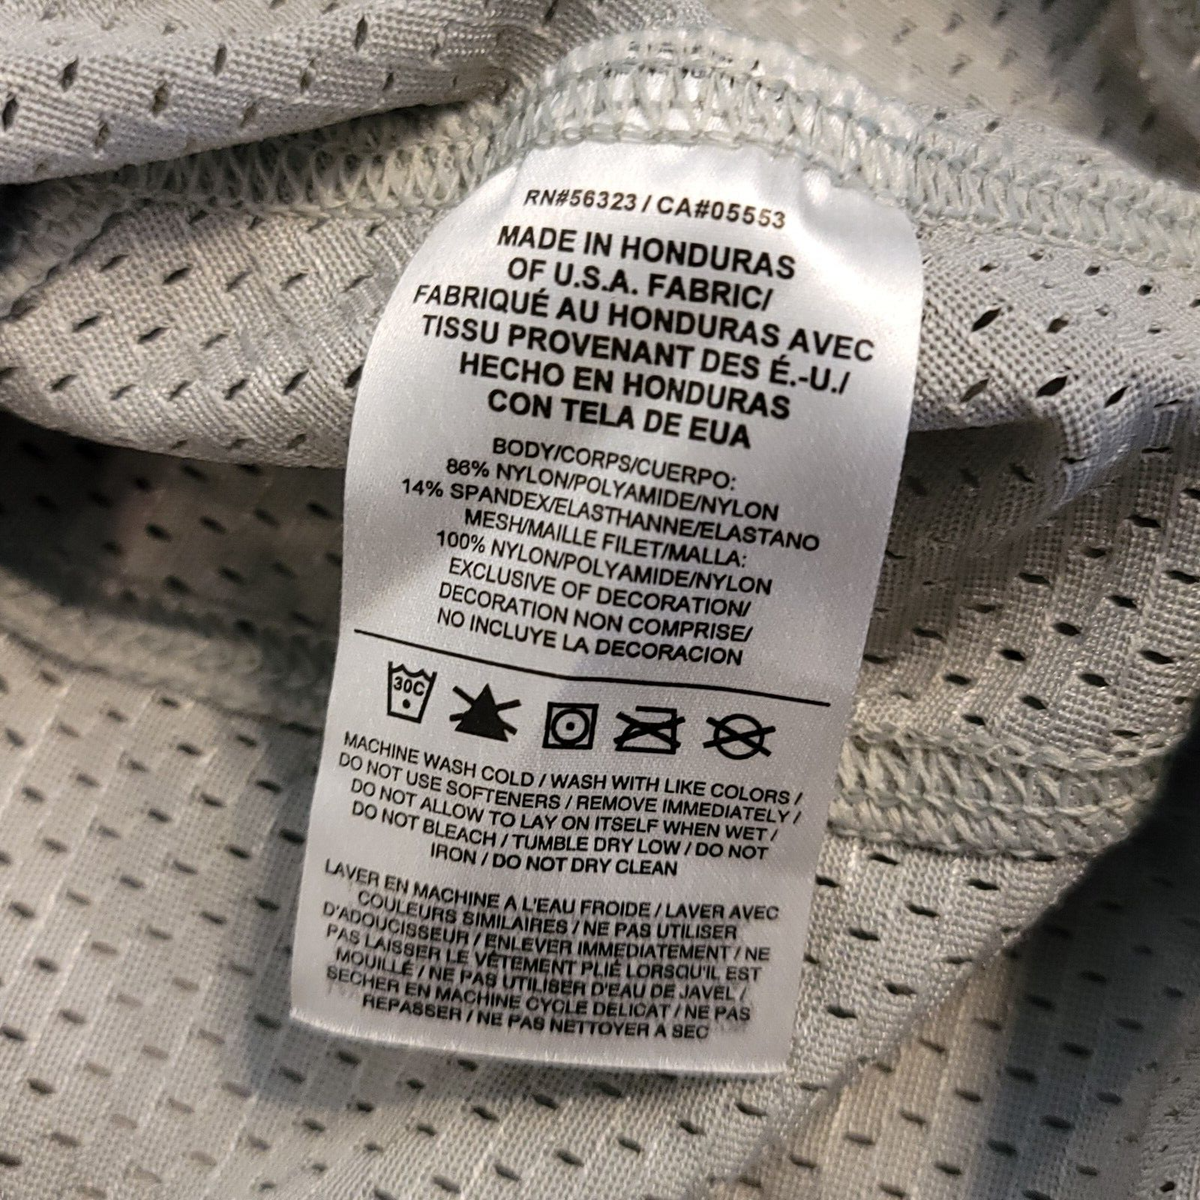 RN#56323 / CA#05553
MADE IN HONDURAS
OF U.S.A. FABRIC/
FABRIQUÉ AU HONDURAS AVEC
TISSU PROVENANT DES É.-U./
HECHO EN HONDURAS
CON TELA DE EUA
BODY/CORPS/CUERPO:
86% NYLON/POLYAMIDE/NYLON
14% SPANDEX/ELASTHANNE/ELASTANO
MESH/MAILLE FILET/MALLA:
100% NYLON/POLYAMIDE/NYLON
EXCLUSIVE OF DECORATION/
DECORATION NON COMPRISE/
NO INCLUYE LA DECORACION
30C
MACHINE WASH COLD / WASH WITH LIKE COLORS /
DO NOT USE SOFTENERS / REMOVE IMMEDIATELY /
DO NOT ALLOW TO LAY ON ITSELF WHEN WET /
DO NOT BLEACH / TUMBLE DRY LOW / DO NOT
IRON / DO NOT DRY CLEAN
LAVER EN MACHINE A L'EAU FROIDE / LAVER AVEC
COULEURS SIMILAIRES / NE PAS UTILISER
D'ADOUCISSEUR / ENLEVER IMMEDIATEMENT / NE
PAS LAISSER LE VÊTEMENT PLIÉ LORSQU'IL EST
MOUILLÉ / NE PAS UTILISER D'EAU DE JAVEL /
SECHER EN MACHINE CYCLE DELICAT / NE PAS
REPASSER / NE PAS NETTOYER A SEC